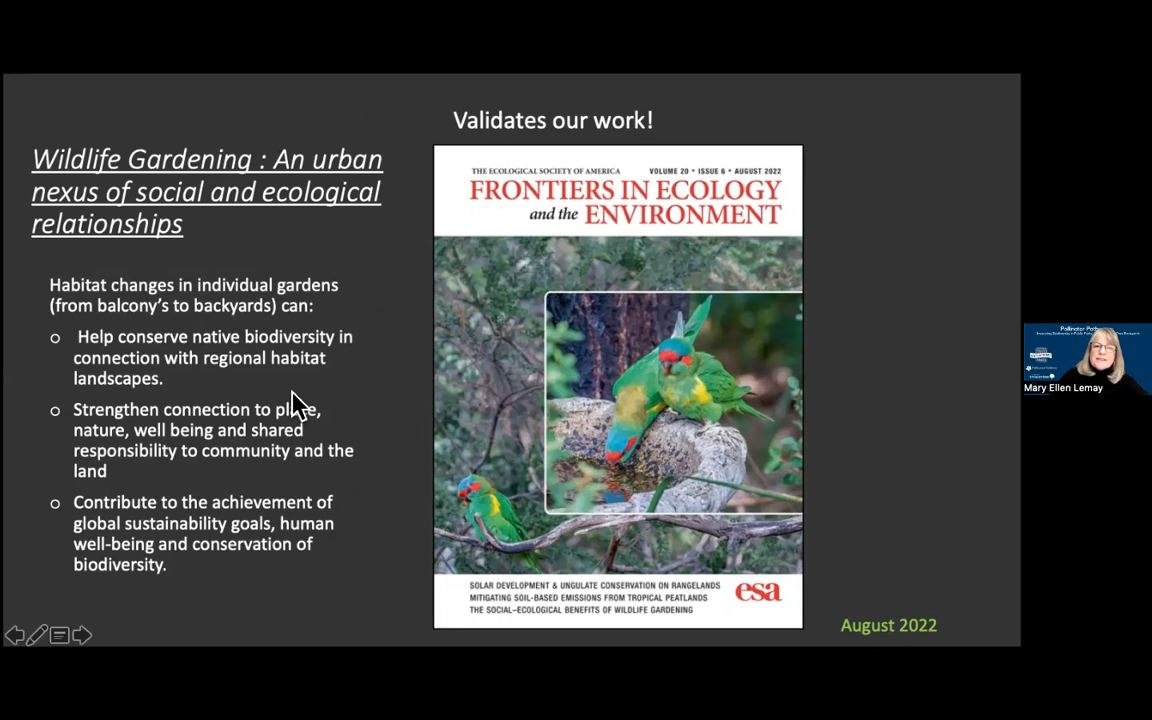 Validates our work!
Wildlife Gardening : An urban
nexus of social and ecological
relationships
Habitat changes in individual gardens
(from balcony's to backyards) can:
Help conserve native biodiversity in
connection with regional habitat
landscapes.
Strengthen connection to
nature, well being and shared
responsibility to community and the
land
Contribute to the achievement of
global sustainability goals, human
well-being and conservation of
biodiversity.
THE ECOLOGICAL SOCIETY OF AMERICA
VOLUME 20 • ISSUE 6 • AUGUST 2022
FRONTIERS IN ECOLOGY
and the ENVIRONMENT
SOLAR DEVELOPMENT & UNGULATE CONSERVATION ON RANGELANDS
MITIGATING SOIL-BASED EMISSIONS FROM TROPICAL PEATLANDS
THE SOCIAL–ECOLOGICAL BENEFITS OF WILDLIFE GARDENING
esa
August 2022
Pollinator
Mary Ellen Lemay